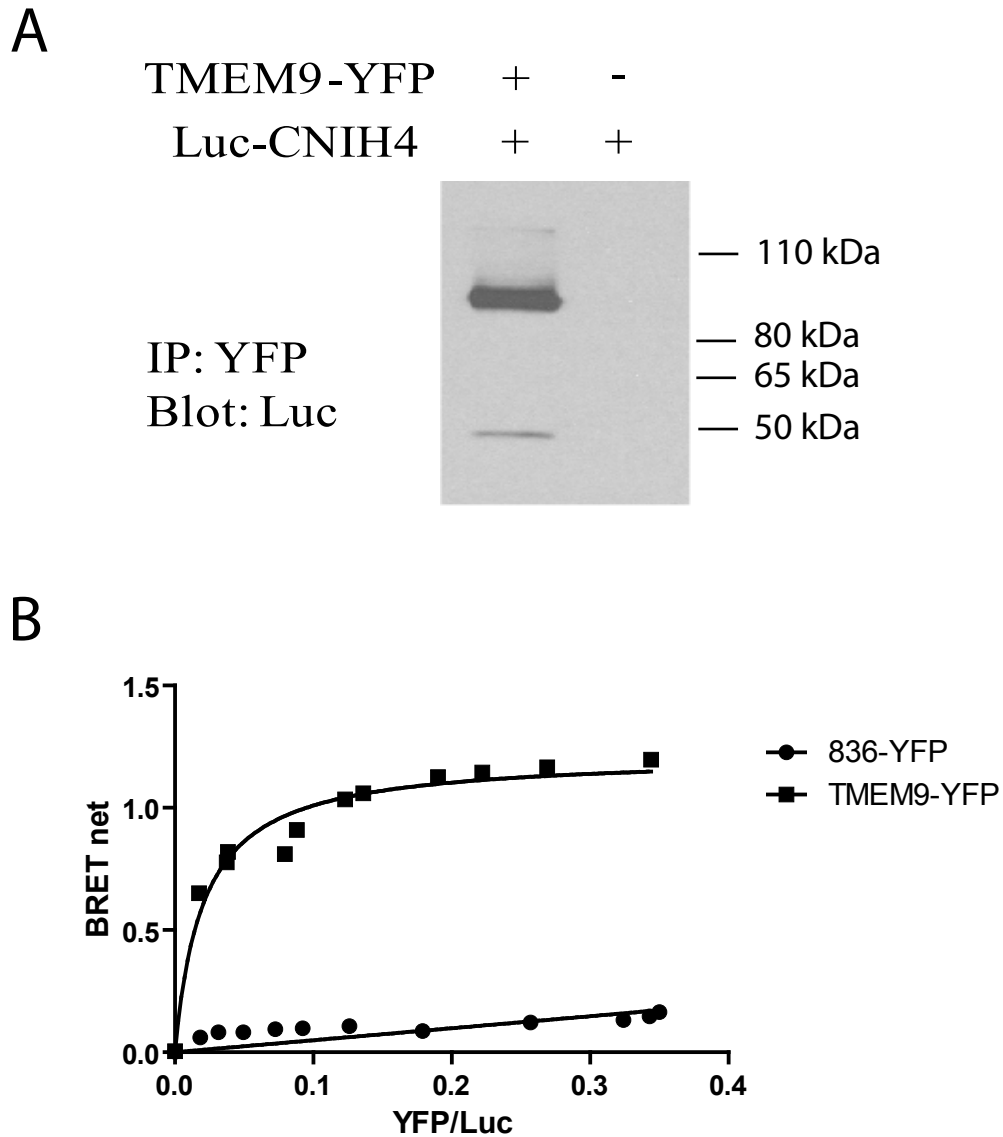 A
TMEM9-YFP + -
Luc-CNIH4 + +
110 kDa
80 kDa
IP: YFP
65 kDa
Blot: Luc
50 kDa
B
1.5
1.0
0.5
0.0
BRET net
0.0 0.1 0.2 0.3 0.4
YFP/Luc
836-YFP
TMEM9-YFP